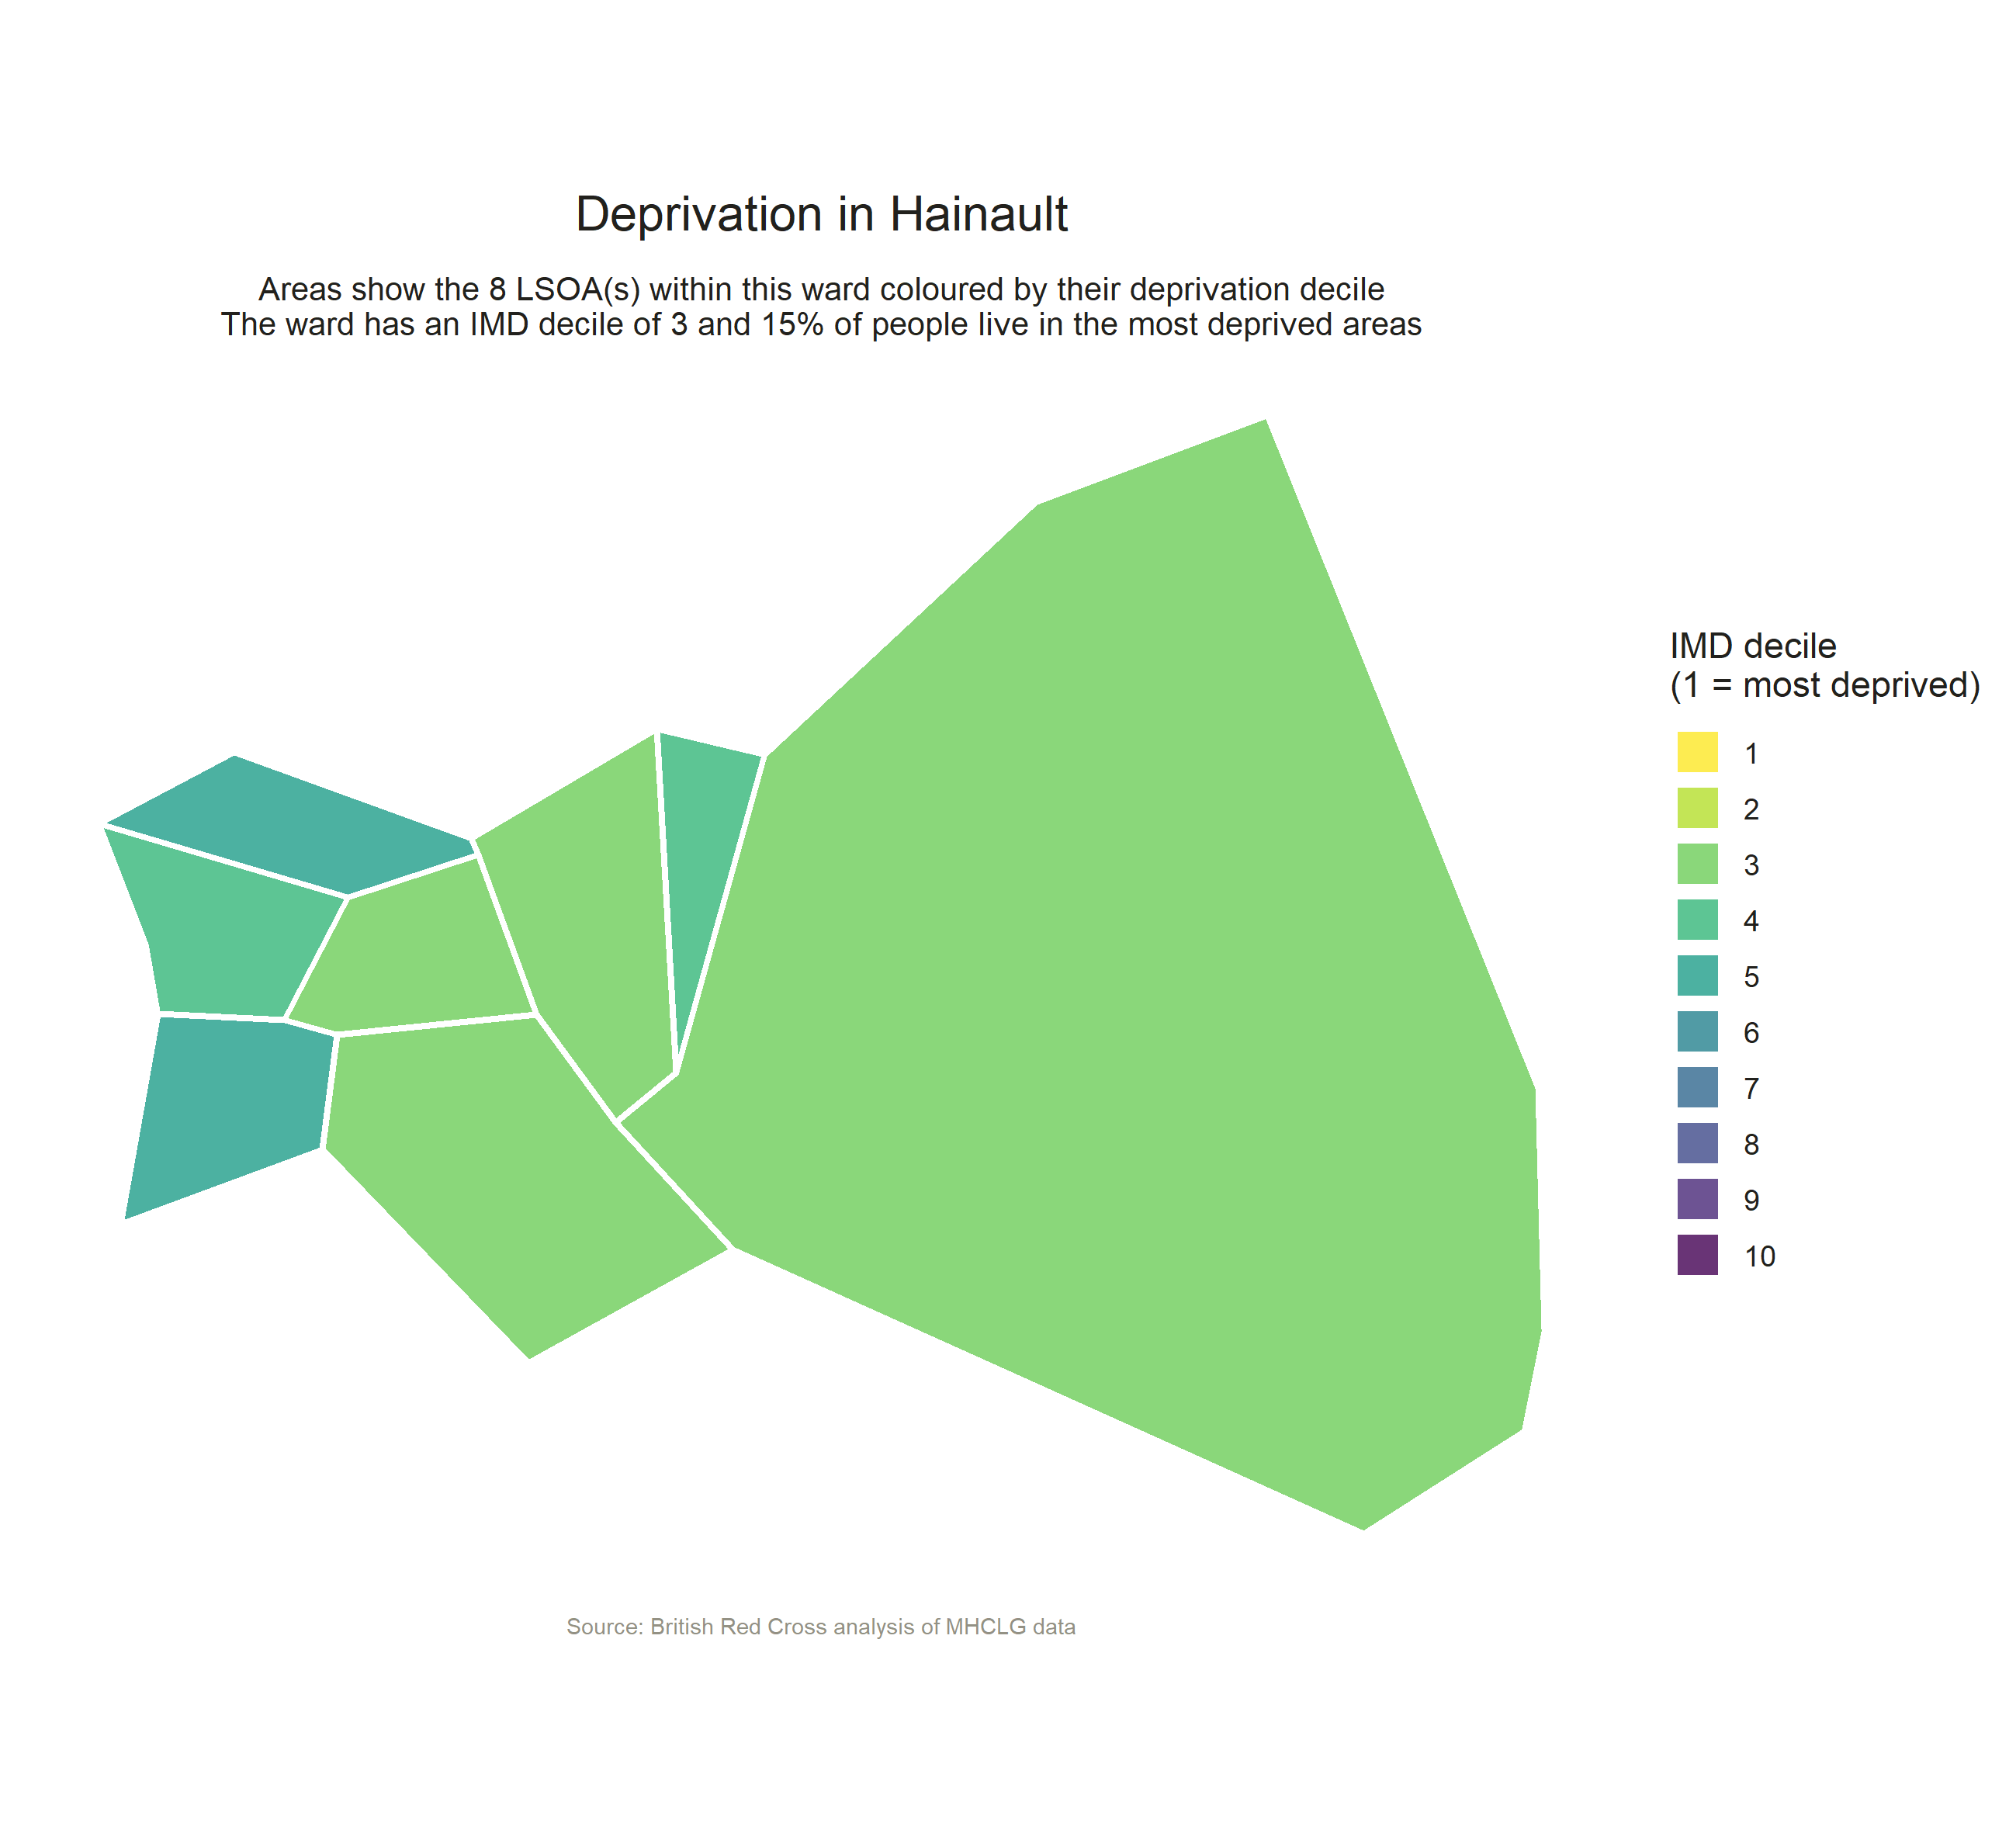 Deprivation in Hainault
Areas show the 8 LSOA(s) within this ward coloured by their deprivation decile
The ward has an IMD decile of 3 and 15% of people live in the most deprived areas
IMD decile
(1 = most deprived)
1
2
3
4
5
6
7
8
9
10
Source: British Red Cross analysis of MHCLG data